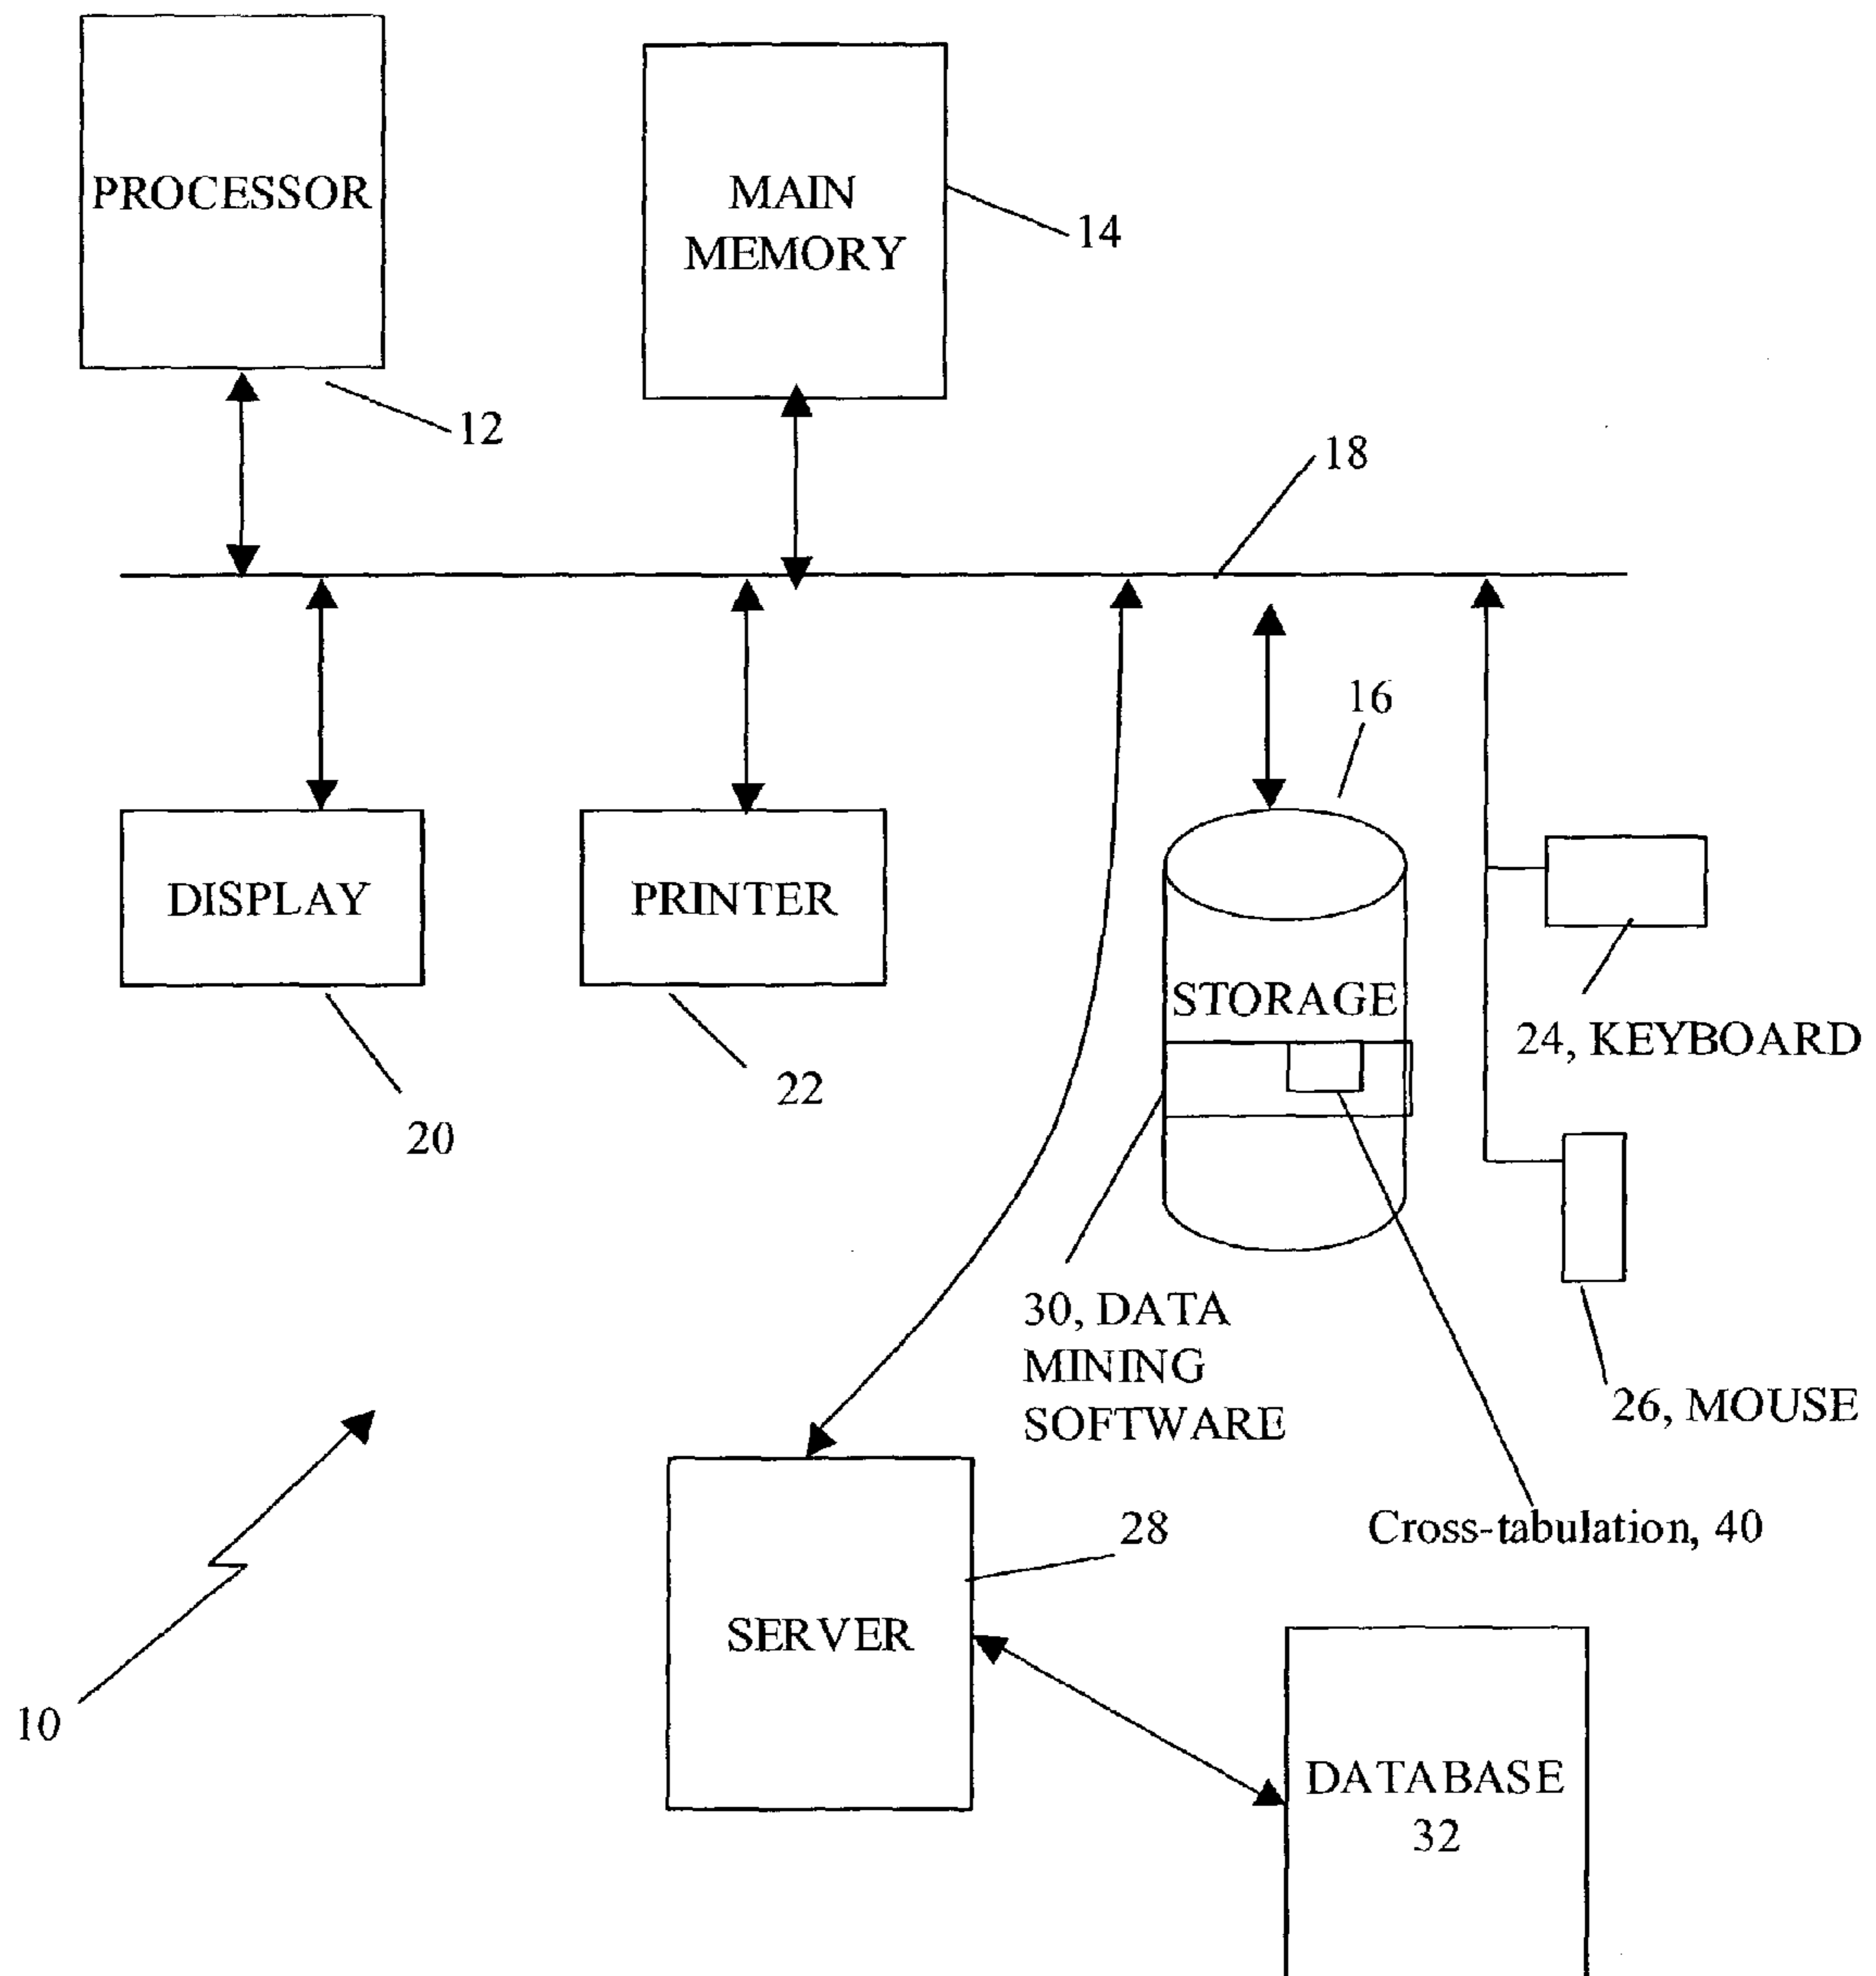 PROCESSOR
MAIN
MEMORY
14
12
18
16
DISPLAY
PRINTER
STORAGE
24, KEYBOARD
22
20
30, DATA
MINING
SOFTWARE
26, MOUSE
Cross-tabulation, 40
28
SERVER
10
DATABASE
32